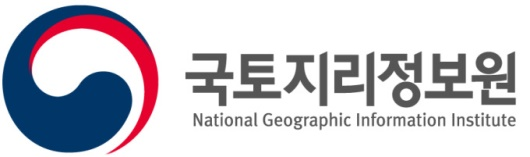 국토지리정보원
National Geographic Information Institute